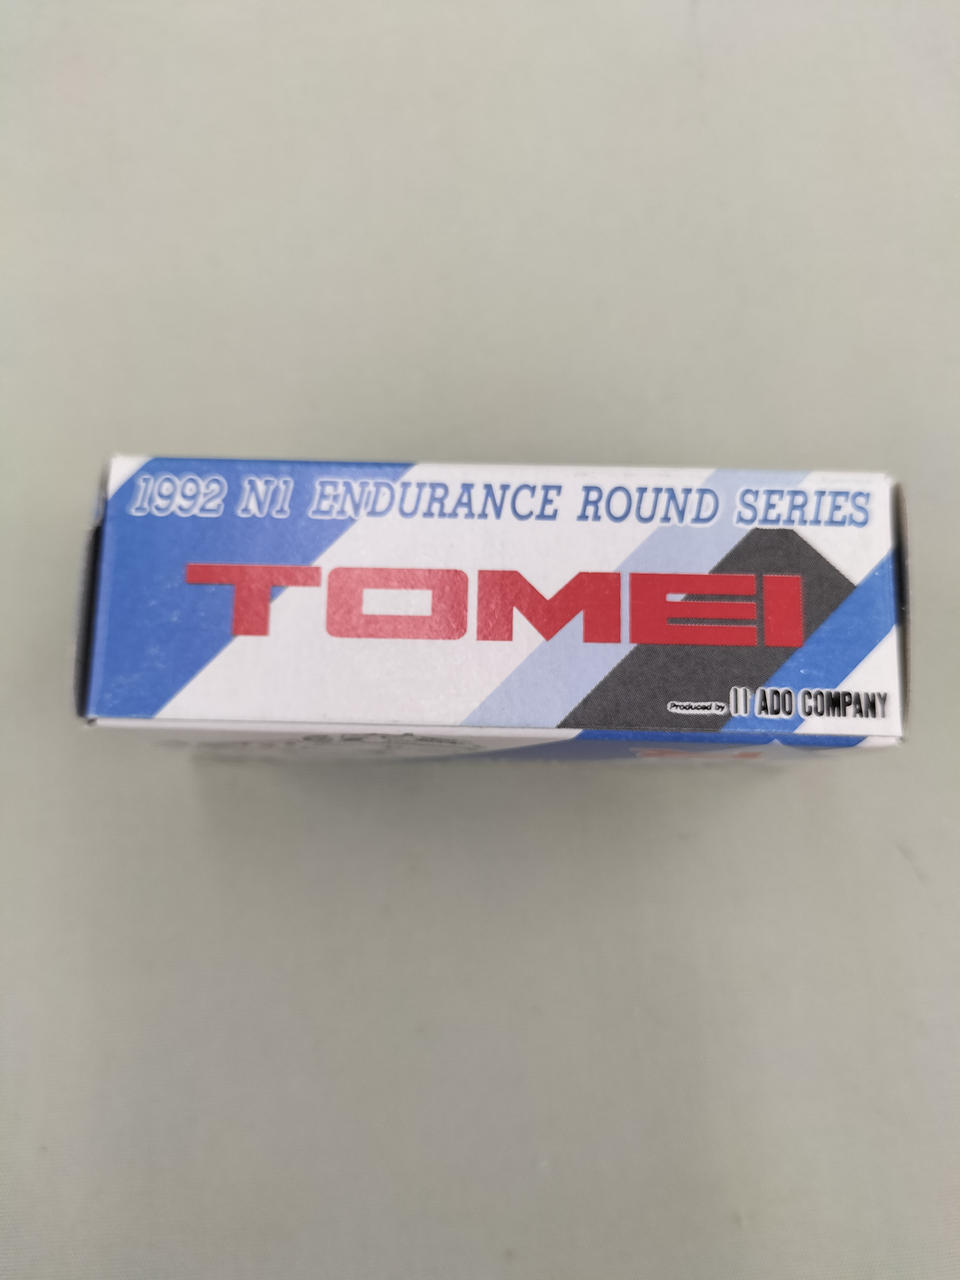 1992 N1 ENDURANCE ROUND SERIES
TOMEI
Produced by ADO COMPANY